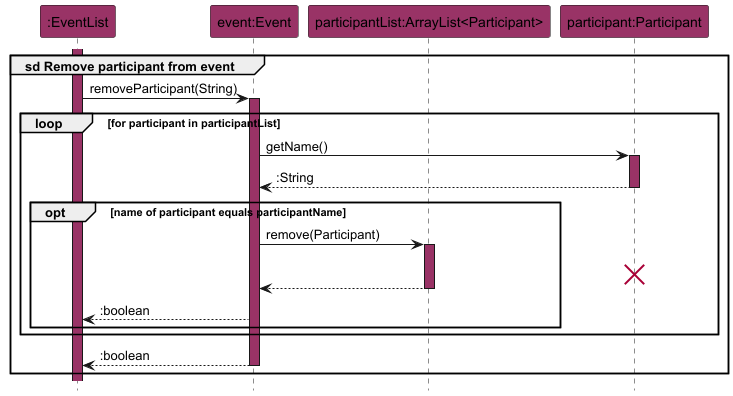 :EventList
event:Event
participantList:ArrayList<Participant>
participant:Participant
sd Remove participant from event
removeParticipant(String)
loop
[for participant in participantList]
getName()
:String
opt
[name of participant equals participantName]
remove(Participant)
:boolean
:boolean